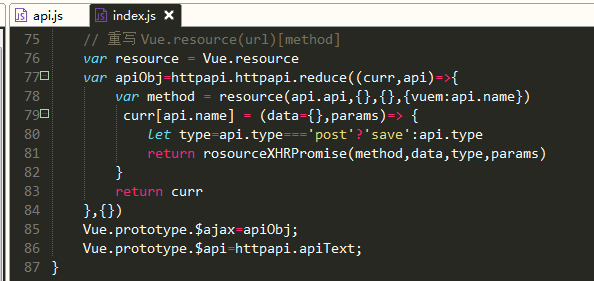 api.js index.js
75 // 重写 Vue.resource(url)[method]
76 var resource = Vue.resource
77 var apiObj=httpapi.httpapi.reduce((curr,api)=>{
78 var method = resource(api.api,{},{},{vuem:api.name})
79 curr[api.name] = (data={},params)=> {
80 let type=api.type==='post'?'save':api.type
81 return rosourceXHRPromise(method,data,type,params)
82 }
83 return curr
84 },{})
85 Vue.prototype.$ajax=apiObj;
86 Vue.prototype.$api=httpapi.apiText;
87 }